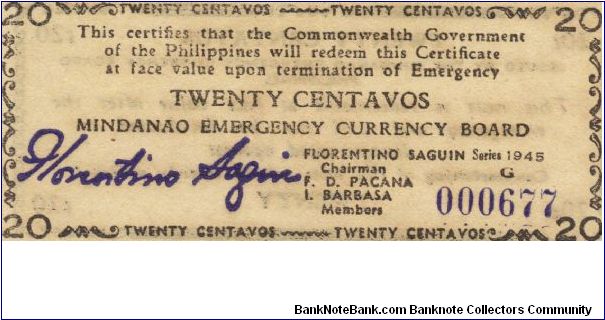 20 TWENTY CENTAVOS TWENTY CENTAVOS 20
This certifies that the Commonwealth Government
of the Philippines will redeem this Certificate
at face value upon termination of Emergency
TWENTY CENTAVOS
MINDANAO EMERGENCY CURRENCY BOARD
Florentino Saguin
FLORENTINO SAGUIN Series 1945
Chairman G
F. D. PACANA
I. BARBASA 000677
Members
20 TWENTY CENTAVOS TWENTY CENTAVOS 20
BankNoteBank.com Banknote Collectors Community